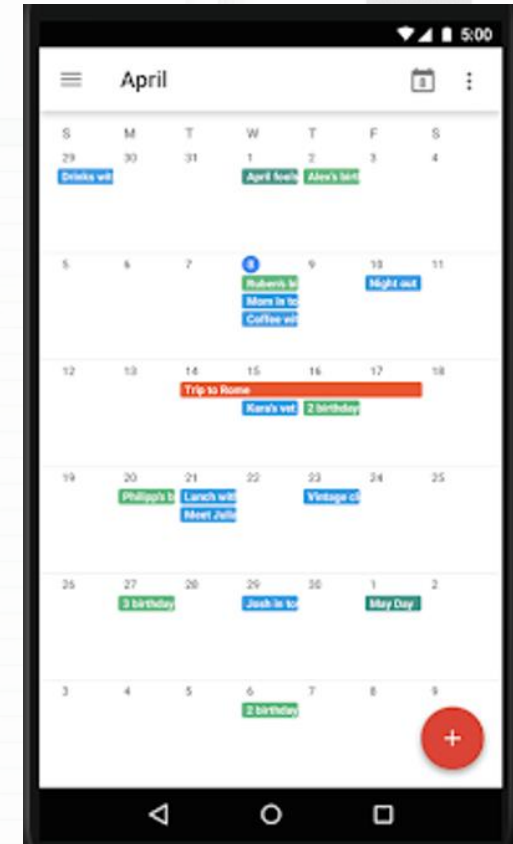 5:00
April
8
S M T W T F S
29 30 31 1 2 3 4
Drinks wit April fools Alex's birt
5 6 7 8 9 10 11
Ruben's bi Night out
Mom in to
Coffee wit
12 13 14 15 16 17 18
Trip to Rome
Kara's vet 2 birthday
19 20 21 22 23 24 25
Philipp's b Lunch with Vintage cl
Meet Julia
26 27 28 29 30 1 2
3 birthday Josh in to May Day
3 4 5 6 7 8 9
2 birthday
+